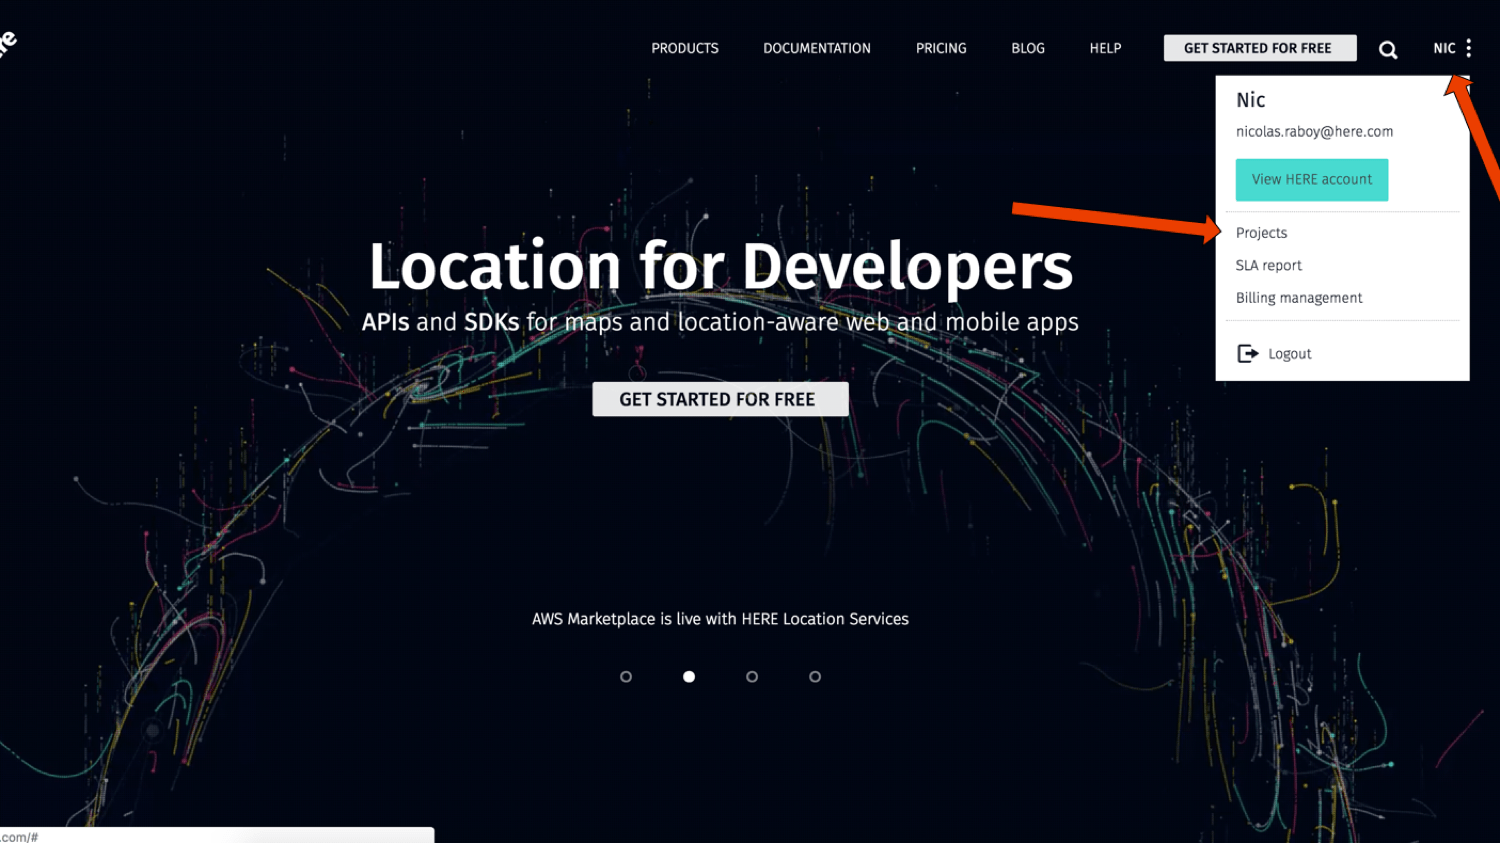 re
PRODUCTS
DOCUMENTATION
PRICING
BLOG
HELP
GET STARTED FOR FREE
NIC
Nic
nicolas.raboy@here.com
View HERE account
Projects
SLA report
Billing management
Logout
Location for Developers
APIs and SDKs for maps and location-aware web and mobile apps
GET STARTED FOR FREE
AWS Marketplace is live with HERE Location Services
.com/#